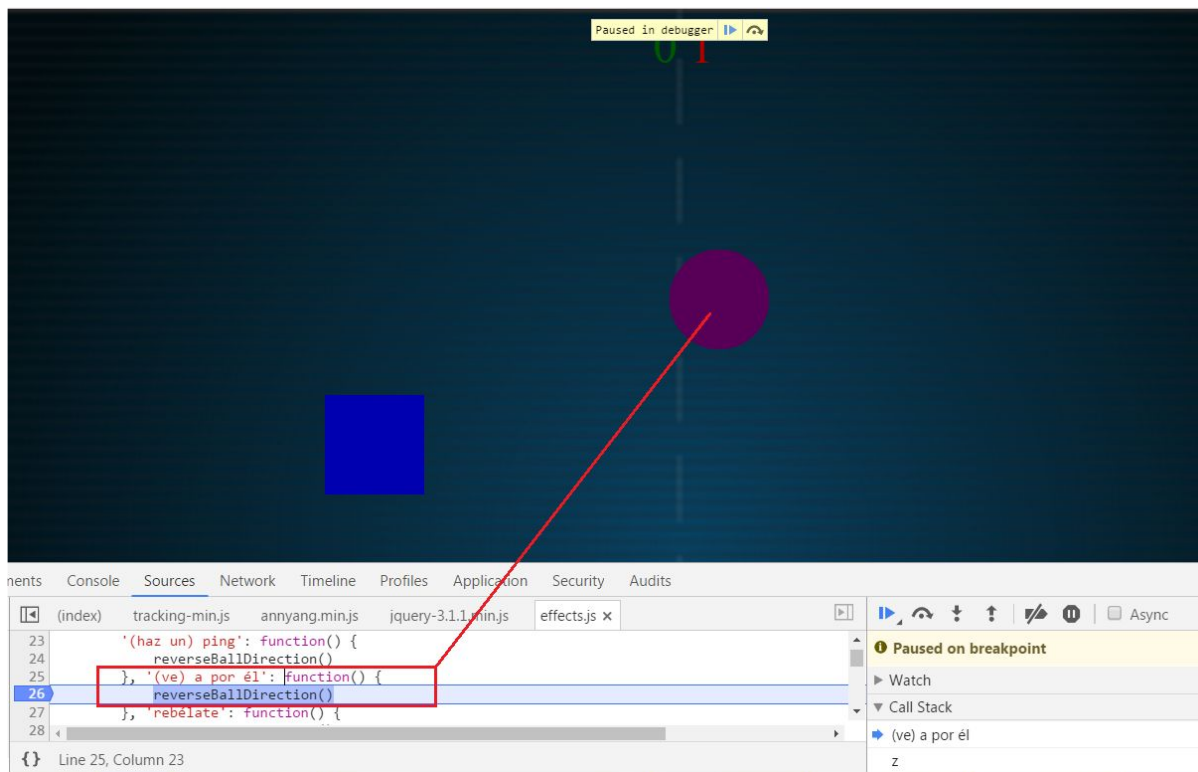 Paused in debugger
0 1
ments Console Sources Network Timeline Profiles Application Security Audits
(index) tracking-min.js annyang.min.js jquery-3.1.1.min.js effects.js ×
Async
23 '(haz un) ping': function() {
24 reverseBallDirection()
25 }, '(ve) a por él': function() {
26 reverseBallDirection()
27 }, 'rebélate': function() {
28
{} Line 25, Column 23
Paused on breakpoint
Watch
Call Stack
(ve) a por él
z